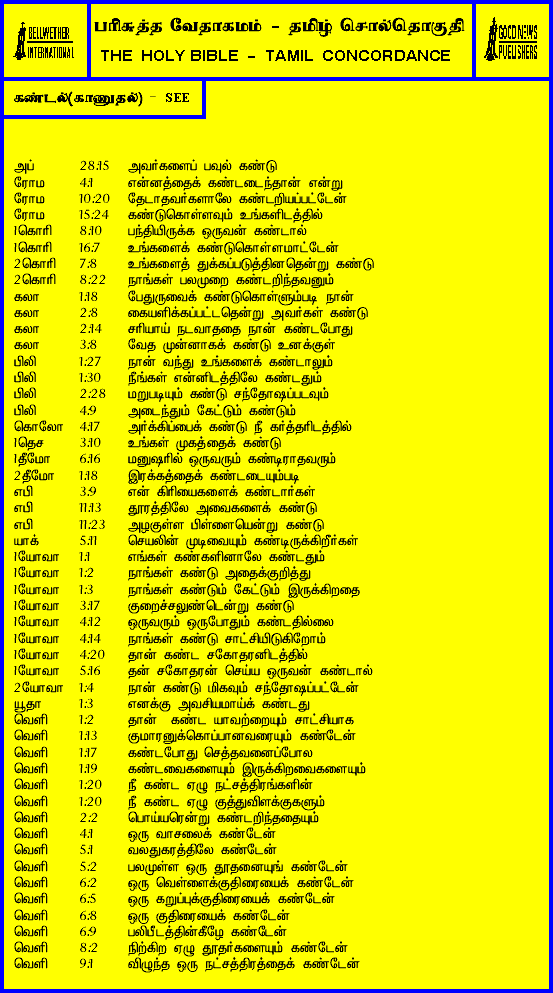 BELLWETHER
INTERNATIONAL
பரிசுத்த வேதாகமம் - தமிழ் சொல்தொகுதி
THE HOLY BIBLE - TAMIL CONCORDANCE
GOOD NEWS
PUBLISHERS
கண்டல்(காணுதல்) - SEE
அப் 28:15 அவர்களைப் பவுல் கண்டு
ரோம 4:1 என்னத்தைக் கண்டடைந்தான் என்று
ரோம 10:20 தேடாதவர்களாலே கண்டறியப்பட்டேன்
ரோம 15:24 கண்டுகொள்ளவும் உங்களிடத்தில்
1கொரி 8:10 பந்தியிருக்க ஒருவன் கண்டால்
1கொரி 16:7 உங்களைக் கண்டுகொள்ளமாட்டேன்
2கொரி 7:8 உங்களைத் துக்கப்படுத்தினதென்று கண்டு
2கொரி 8:22 நாங்கள் பலமுறை கண்டறிந்தவனும்
கலா 1:18 பேதுருவைக் கண்டுகொள்ளும்படி நான்
கலா 2:8 கையளிக்கப்பட்டதென்று அவர்கள் கண்டு
கலா 2:14 சரியாய் நடவாததை நான் கண்டபோது
கலா 3:8 வேத முன்னாகக் கண்டு உனக்குள்
பிலி 1:27 நான் வந்து உங்களைக் கண்டாலும்
பிலி 1:30 நீங்கள் என்னிடத்திலே கண்டதும்
பிலி 2:28 மறுபடியும் கண்டு சந்தோஷப்படவும்
பிலி 4:9 அடைந்தும் கேட்டும் கண்டும்
கொலோ 4:17 அர்க்கிப்பைக் கண்டு நீ கர்த்தரிடத்தில்
1தெச 3:10 உங்கள் முகத்தைக் கண்டு
1தீமோ 6:16 மனுஷரில் ஒருவரும் கண்டிராதவரும்
2தீமோ 1:18 இரக்கத்தைக் கண்டடையும்படி
எபி 3:9 என் கிரியைகளைக் கண்டார்கள்
எபி 11:13 தூரத்திலே அவைகளைக் கண்டு
எபி 11:23 அழகுள்ள பிள்ளையென்று கண்டு
யாக் 5:11 செயலின் முடிவையும் கண்டிருக்கிறீர்கள்
1யோவா 1:1 எங்கள் கண்களினாலே கண்டதும்
1யோவா 1:2 நாங்கள் கண்டு அதைக்குறித்து
1யோவா 1:3 நாங்கள் கண்டும் கேட்டும் இருக்கிறதை
1யோவா 3:17 குறைச்சலுண்டென்று கண்டு
1யோவா 4:12 ஒருவரும் ஒருபோதும் கண்டதில்லை
1யோவா 4:14 நாங்கள் கண்டு சாட்சியிடுகிறோம்
1யோவா 4:20 தான் கண்ட சகோதரனிடத்தில்
1யோவா 5:16 தன் சகோதரன் செய்ய ஒருவன் கண்டால்
2யோவா 1:4 நான் கண்டு மிகவும் சந்தோஷப்பட்டேன்
யூதா 1:3 எனக்கு அவசியமாய்க் கண்டது
வெளி 1:2 தான் கண்ட யாவற்றையும் சாட்சியாக
வெளி 1:13 குமாரனுக்கொப்பானவரையும் கண்டேன்
வெளி 1:17 கண்டபோது செத்தவனைப்போல
வெளி 1:19 கண்டவைகளையும் இருக்கிறவைகளையும்
வெளி 1:20 நீ கண்ட ஏழு நட்சத்திரங்களின்
வெளி 1:20 நீ கண்ட ஏழு குத்துவிளக்குகளும்
வெளி 2:2 பொய்யரென்று கண்டறிந்ததையும்
வெளி 4:1 ஒரு வாசலைக் கண்டேன்
வெளி 5:1 வலதுகரத்திலே கண்டேன்
வெளி 5:2 பலமுள்ள ஒரு தூதனையுங் கண்டேன்
வெளி 6:2 ஒரு வெள்ளைக்குதிரையைக் கண்டேன்
வெளி 6:5 ஒரு கறுப்புக்குதிரையைக் கண்டேன்
வெளி 6:8 ஒரு குதிரையைக் கண்டேன்
வெளி 6:9 பலிபீடத்தின்கீழே கண்டேன்
வெளி 8:2 நிற்கிற ஏழு தூதர்களையும் கண்டேன்
வெளி 9:1 விழுந்த ஒரு நட்சத்திரத்தைக் கண்டேன்